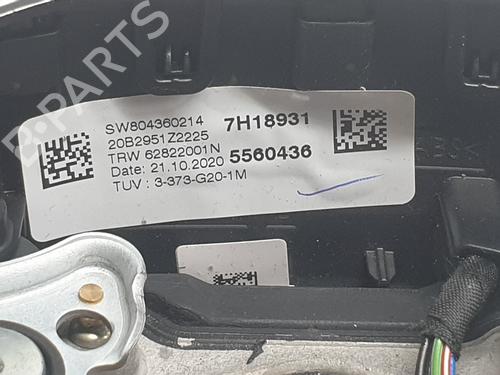 B-PARTS
SW804360214 7H18931
20B2951Z2225
TRW 62822001N
Date: 21.10.2020 5560436
TUV : 3-373-G20-1M